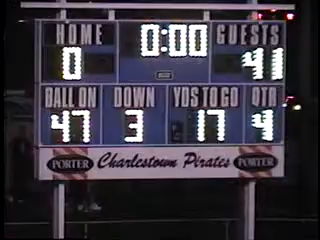 HOME 0:00 GUESTS
0 41
BALL ON DOWN YDS TO GO QTR
47 3 17 4
PORTER Charlestown Pirates PORTER